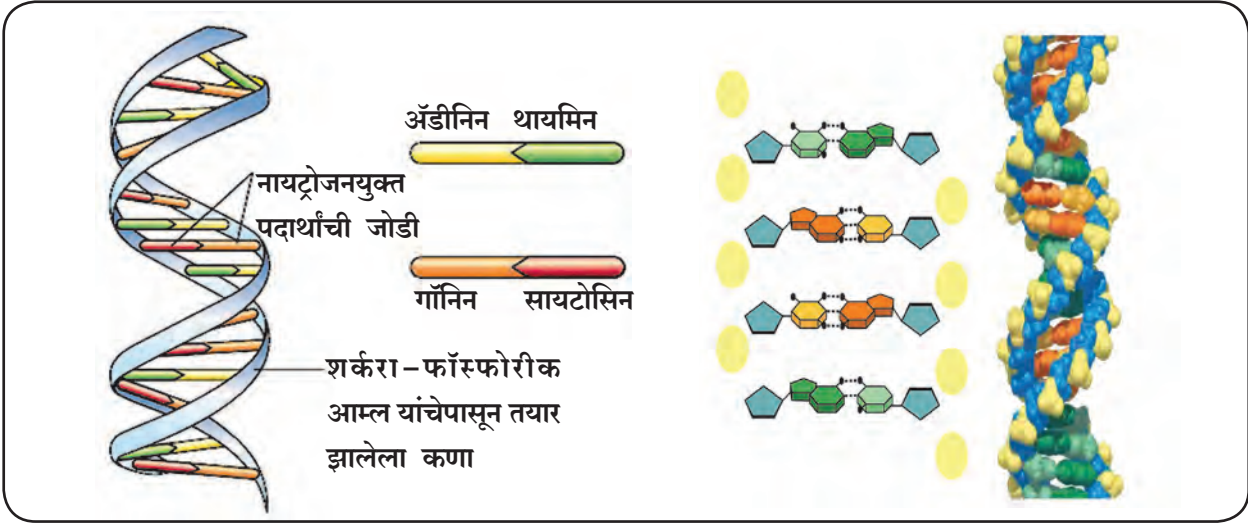 ॲडीनिन थायमिन
नायट्रोजनयुक्त
पदार्थांची जोडी
गॉनिन सायटोसिन
शर्करा-फॉस्फोरीक
आम्ल यांचेपासून तयार
झालेला कणा